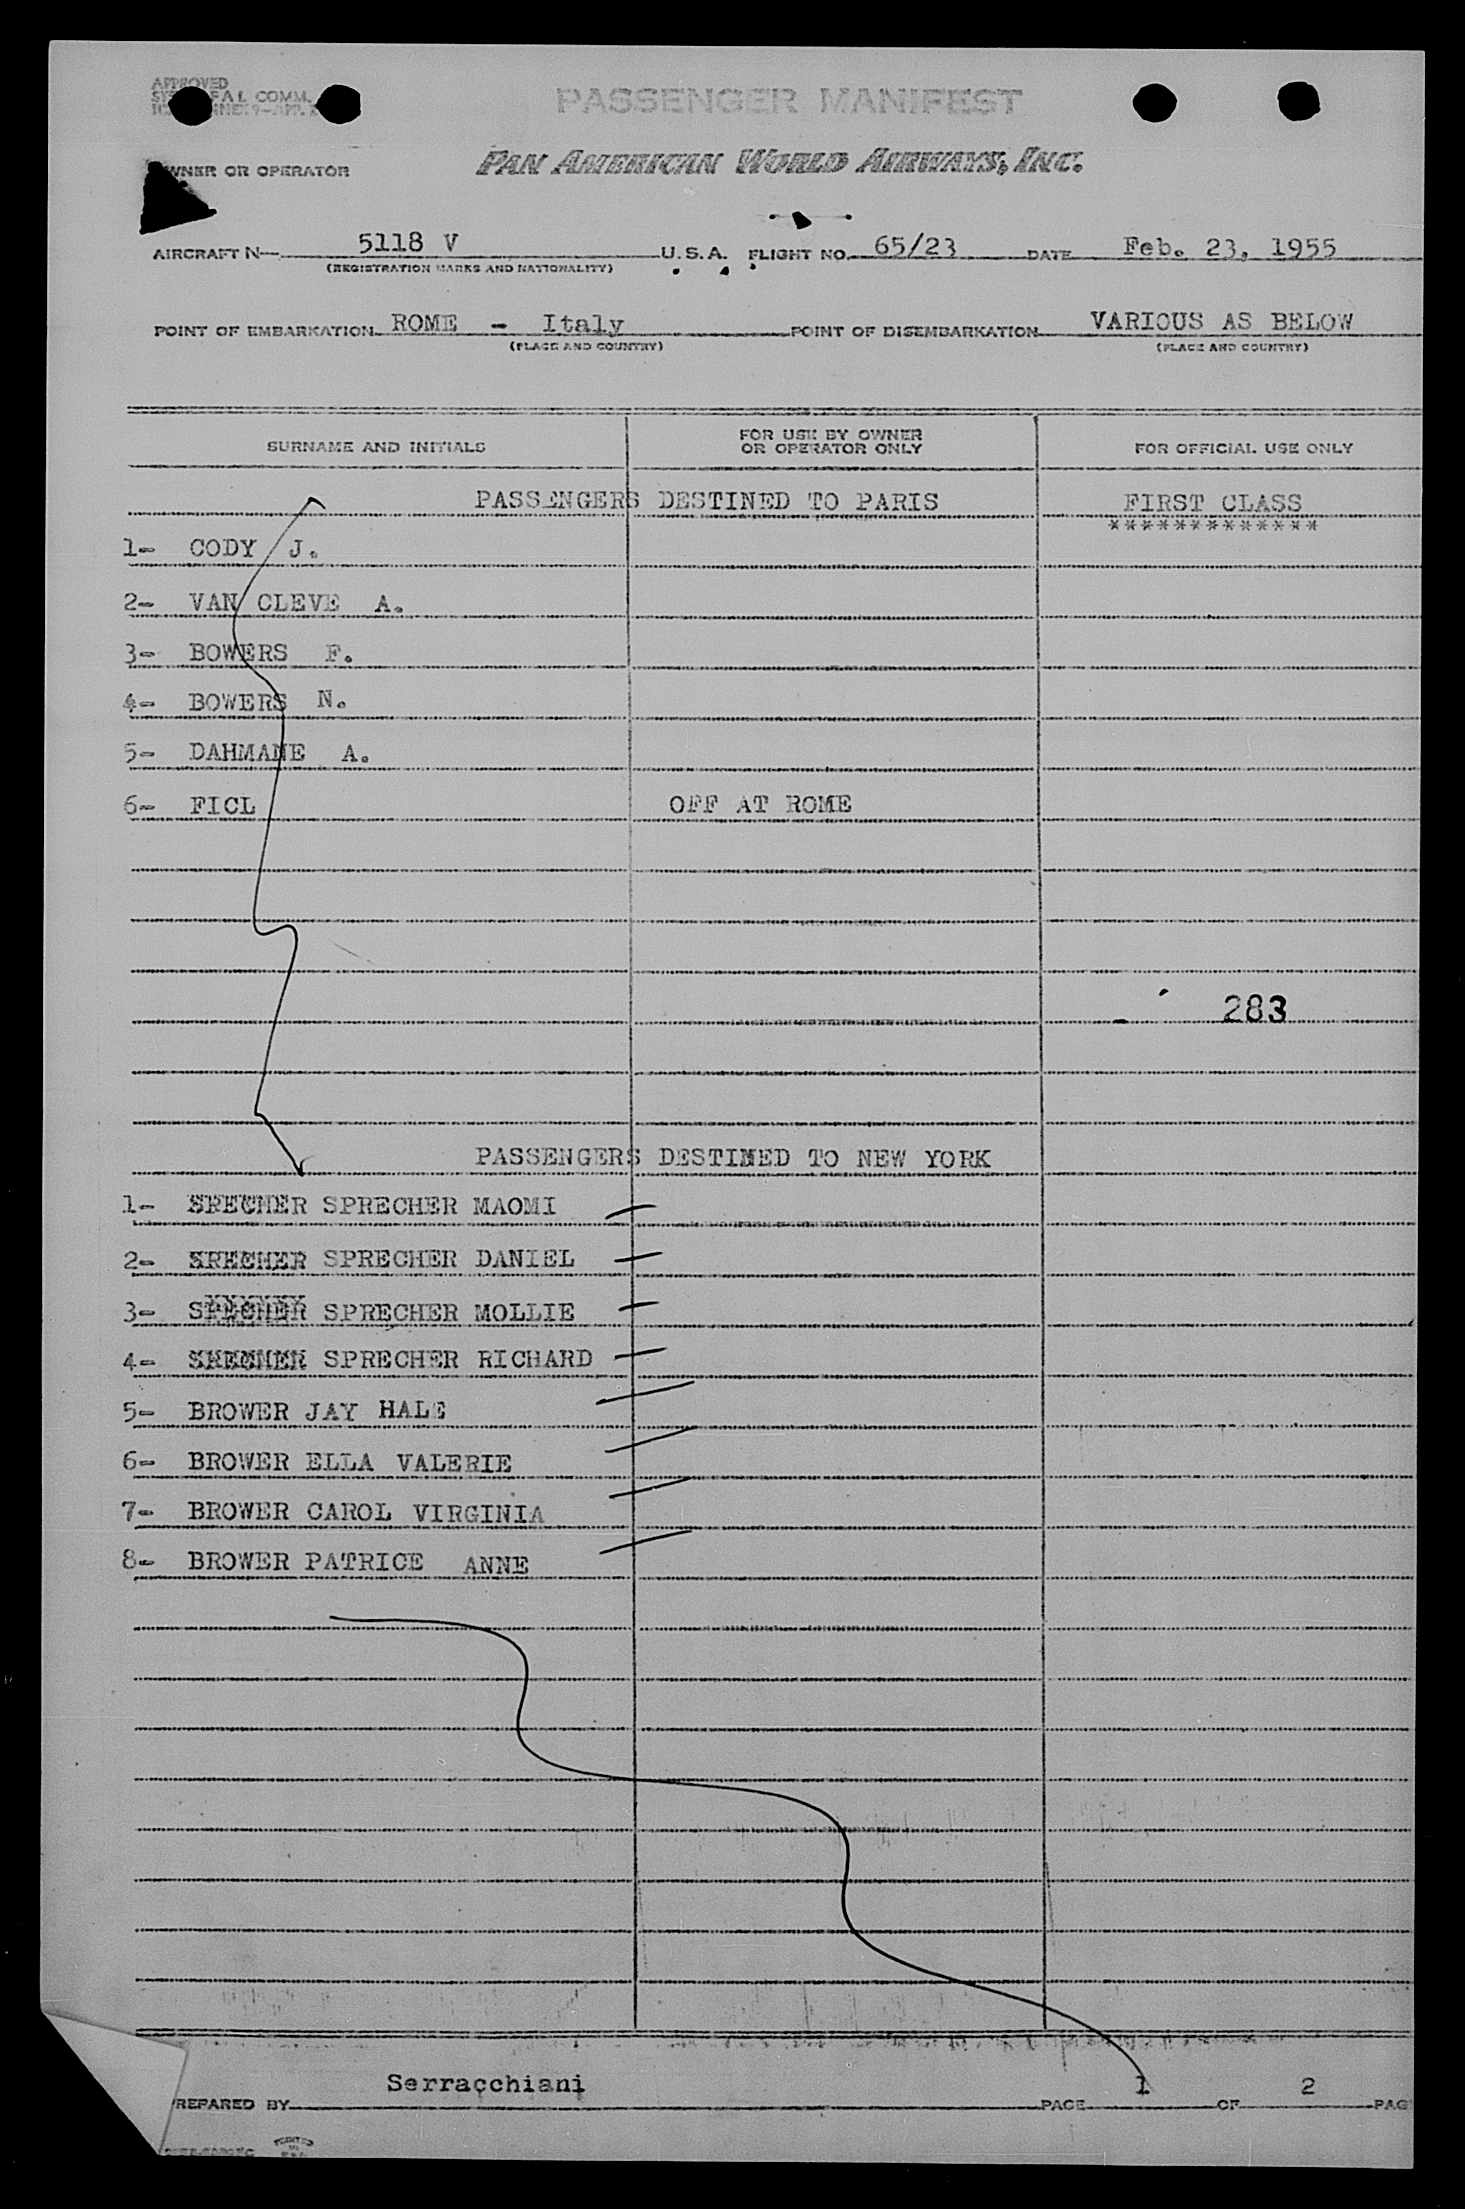 APPROVED
COMM.
PASSENGER MANIFEST
OWNER OR OPERATOR
PAN AMERICAN WORLD AIRWAYS, INC.
AIRCRAFT N— 5118 V U.S.A. FLIGHT NO. 65/23 DATE Feb. 23, 1955
(REGISTRATION MARKS AND NATIONALITY)
POINT OF EMBARKATION ROME - Italy POINT OF DISEMBARKATION VARIOUS AS BELOW
(PLACE AND COUNTRY) (PLACE AND COUNTRY)
SURNAME AND INITIALS FOR USE BY OWNER OR OPERATOR ONLY FOR OFFICIAL USE ONLY
PASSENGERS DESTINED TO PARIS FIRST CLASS
*************
1- CODY J.
2- VAN CLEVE A.
3- BOWERS F.
4- BOWERS N.
5- DAHMANE A.
6- FICL OFF AT ROME
283
PASSENGERS DESTINED TO NEW YORK
1- SPRECHER MAOMI
2- SPRECHER DANIEL
3- SPRECHER MOLLIE
4- SPRECHER RICHARD
5- BROWER JAY HALE
6- BROWER ELLA VALERIE
7- BROWER CAROL VIRGINIA
8- BROWER PATRICE ANNE
Serracchiani 1 2
REPARED BY PAGE OF PAG